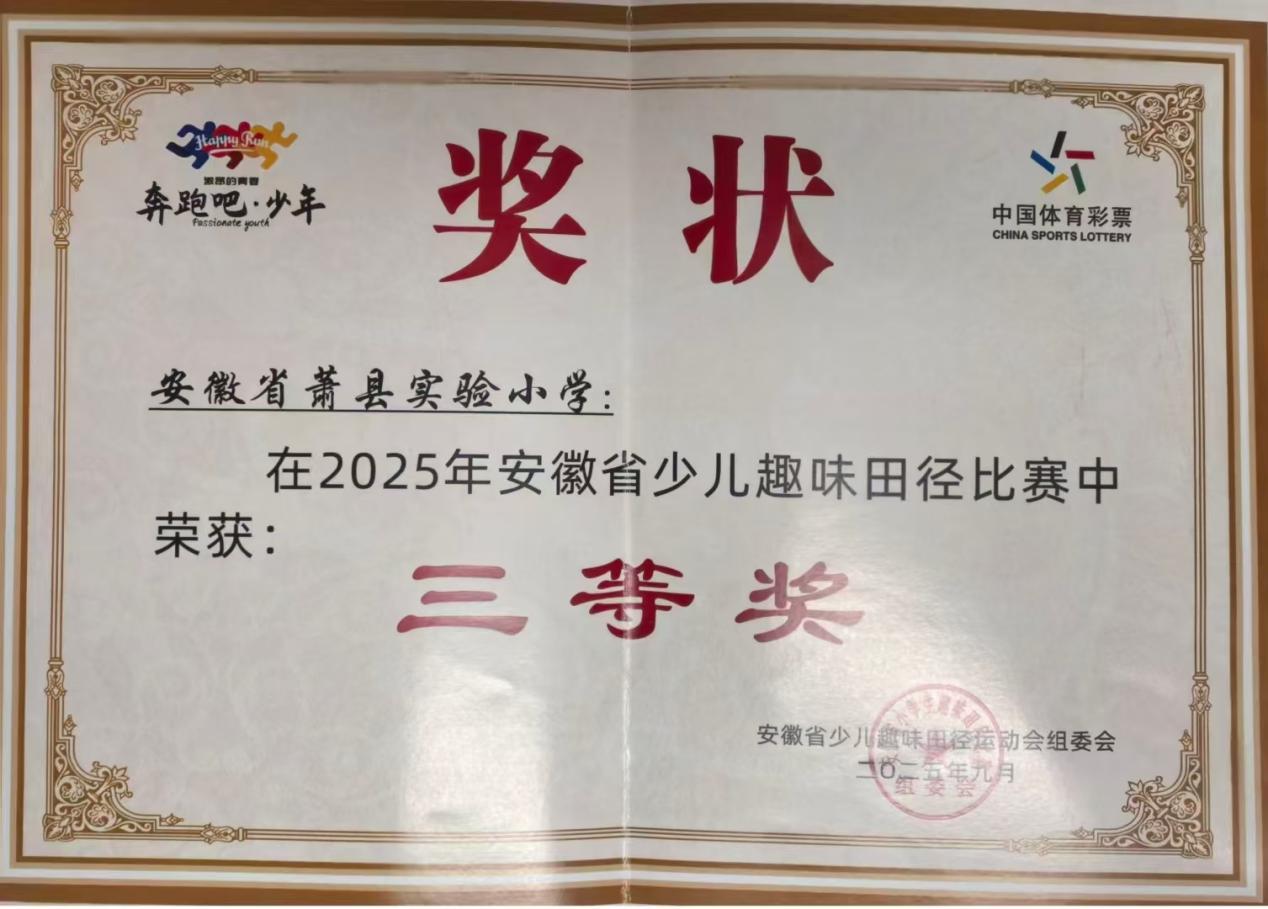 Happy Run
激昂的青春
奔跑吧·少年
Passionate youth
奖状
中国体育彩票
CHINA SPORTS LOTTERY
安徽省萧县实验小学:
在2025年安徽省少儿趣味田径比赛中
荣获:
三等奖
安徽省少儿趣味田径运动会组委会
二〇二五年九月
组委会